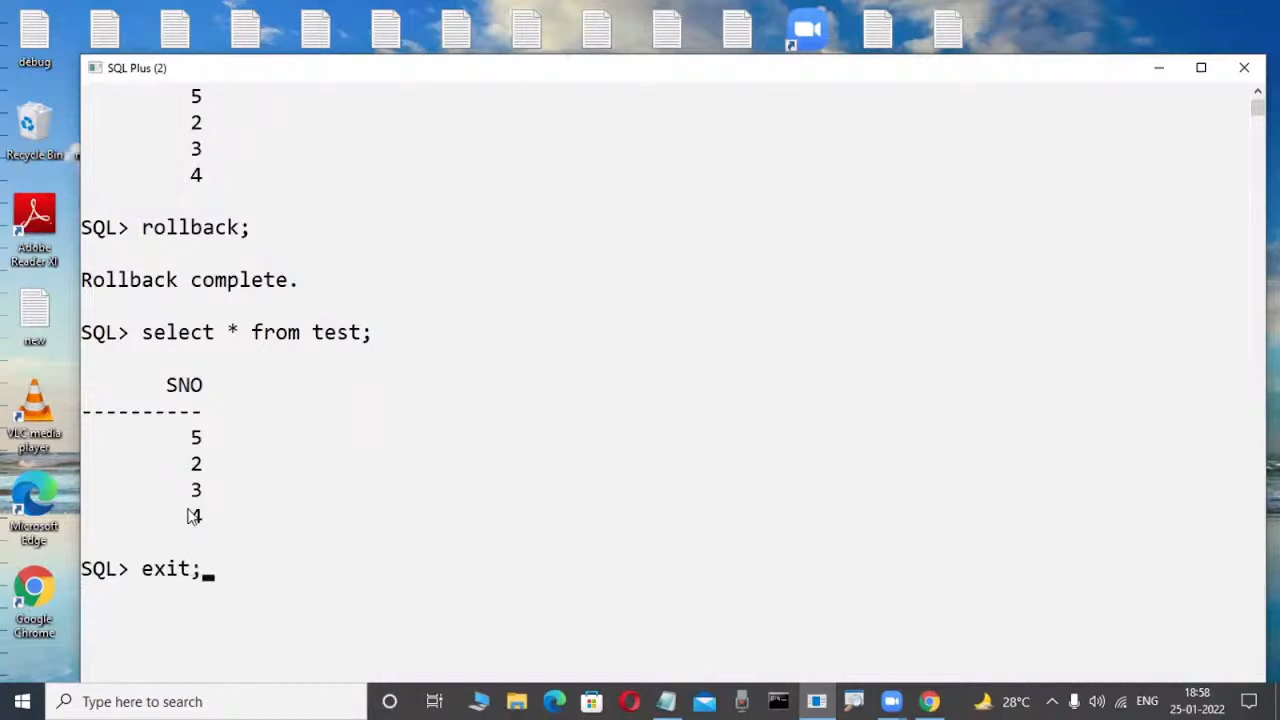 debug
SQL Plus (2)
5
2
3
4
Recycle Bin
SQL> rollback;
Adobe
Reader XI
Rollback complete.
new
SQL> select * from test;
SNO
----------
5
2
3
4
VLC media
player
Microsoft
Edge
SQL> exit;
Google
Chrome
Type here to search
28°C
ENG
18:58
25-01-2022